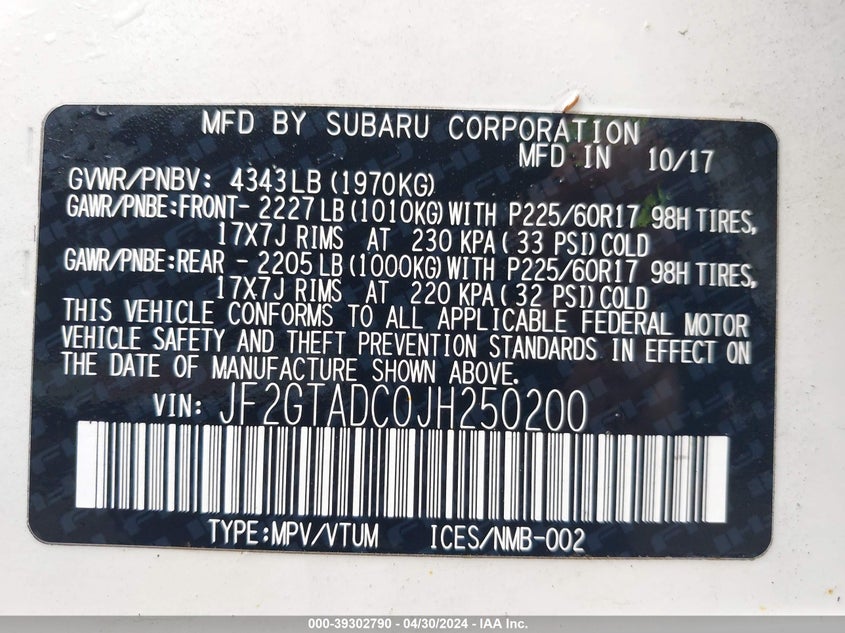 MFD BY SUBARU CORPORATION
MFD IN 10/17
GVWR/PNBV: 4343LB (1970KG)
GAWR/PNBE:FRONT- 2227 LB (1010KG) WITH P225/60R17 98H TIRES,
17X7J RIMS AT 230 KPA ( 33 PSI) COLD
GAWR/PNBE:REAR - 2205 LB (1000KG) WITH P225/60R17 98H TIRES,
17X7J RIMS AT 220 KPA ( 32 PSI) COLD
THIS VEHICLE CONFORMS TO ALL APPLICABLE FEDERAL MOTOR
VEHICLE SAFETY AND THEFT PREVENTION STANDARDS IN EFFECT ON
THE DATE OF MANUFACTURE SHOWN ABOVE.
VIN: JF2GTADC0JH250200
TYPE:MPV/VTUM ICES/NMB-002
000-39302790 - 04/30/2024 - IAA Inc.